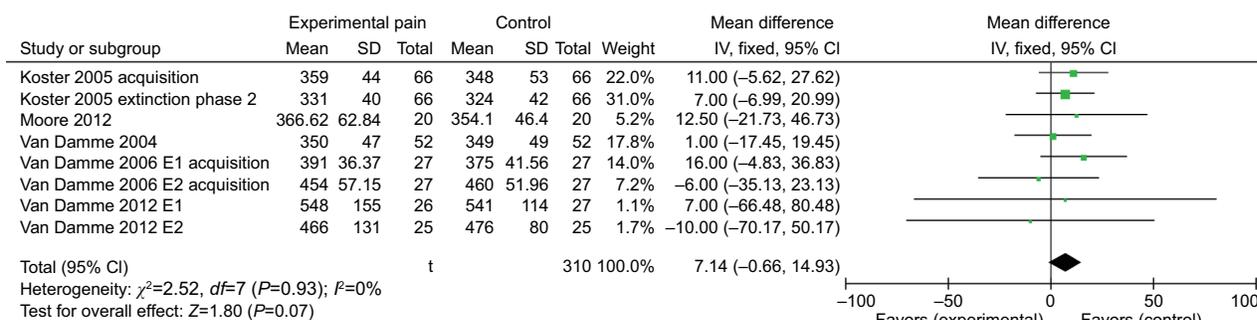 Experimental pain Control Mean difference Mean difference
Study or subgroup Mean SD Total Mean SD Total Weight IV, fixed, 95% CI IV, fixed, 95% CI
Koster 2005 acquisition 359 44 66 348 53 66 22.0% 11.00 (–5.62, 27.62)
Koster 2005 extinction phase 2 331 40 66 324 42 66 31.0% 7.00 (–6.99, 20.99)
Moore 2012 366.62 62.84 20 354.1 46.4 20 5.2% 12.50 (–21.73, 46.73)
Van Damme 2004 350 47 52 349 49 52 17.8% 1.00 (–17.45, 19.45)
Van Damme 2006 E1 acquisition 391 36.37 27 375 41.56 27 14.0% 16.00 (–4.83, 36.83)
Van Damme 2006 E2 acquisition 454 57.15 27 460 51.96 27 7.2% –6.00 (–35.13, 23.13)
Van Damme 2012 E1 548 155 26 541 114 27 1.1% 7.00 (–66.48, 80.48)
Van Damme 2012 E2 466 131 25 476 80 25 1.7% –10.00 (–70.17, 50.17)
Total (95% CI) t 310 100.0% 7.14 (–0.66, 14.93)
Heterogeneity: χ²=2.52, df=7 (P=0.93); I²=0%
Test for overall effect: Z=1.80 (P=0.07)
–100 –50 0 50 100
Favors (experimental) Favors (control)